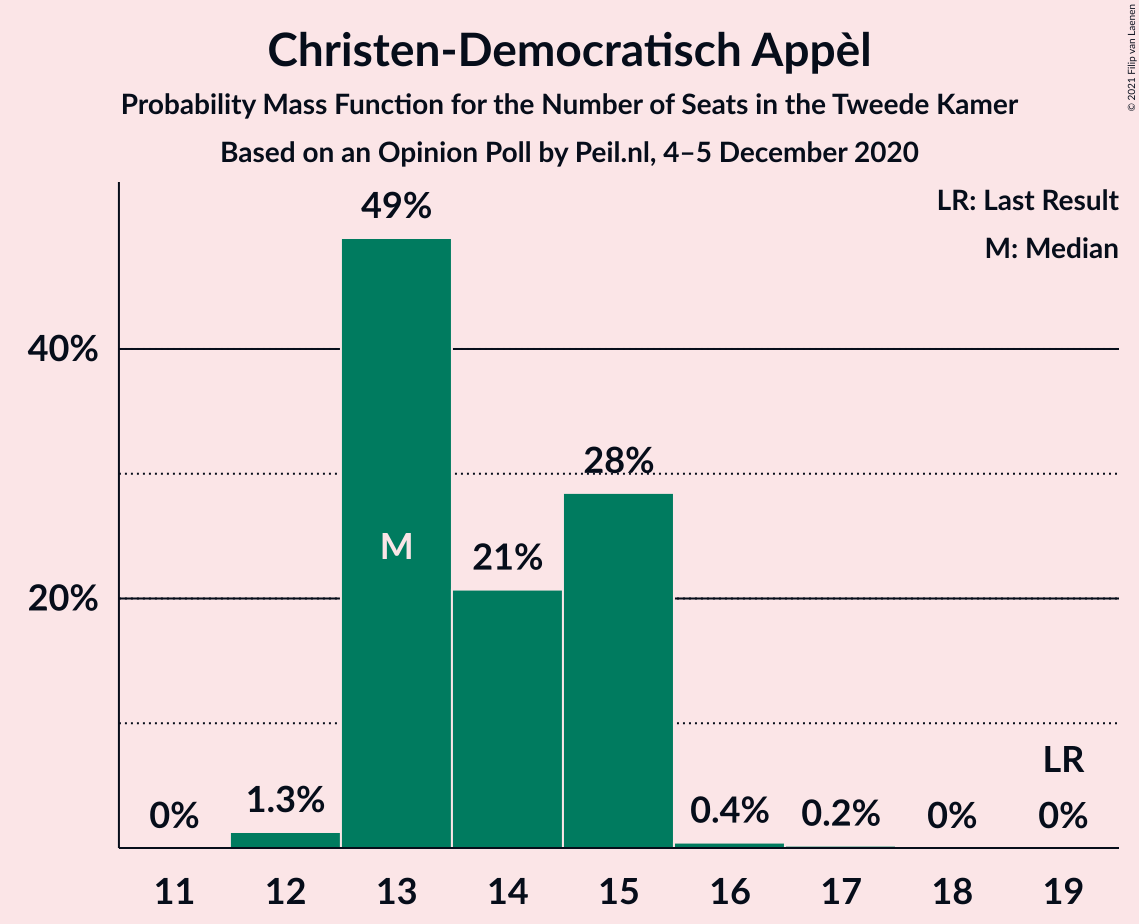 Christen-Democratisch Appèl
Probability Mass Function for the Number of Seats in the Tweede Kamer
Based on an Opinion Poll by Peil.nl, 4–5 December 2020
© 2021 Filip van Laenen
LR: Last Result
M: Median
40%
20%
0%
1.3%
49%
M
21%
28%
0.4%
0.2%
0%
LR
0%
11 12 13 14 15 16 17 18 19